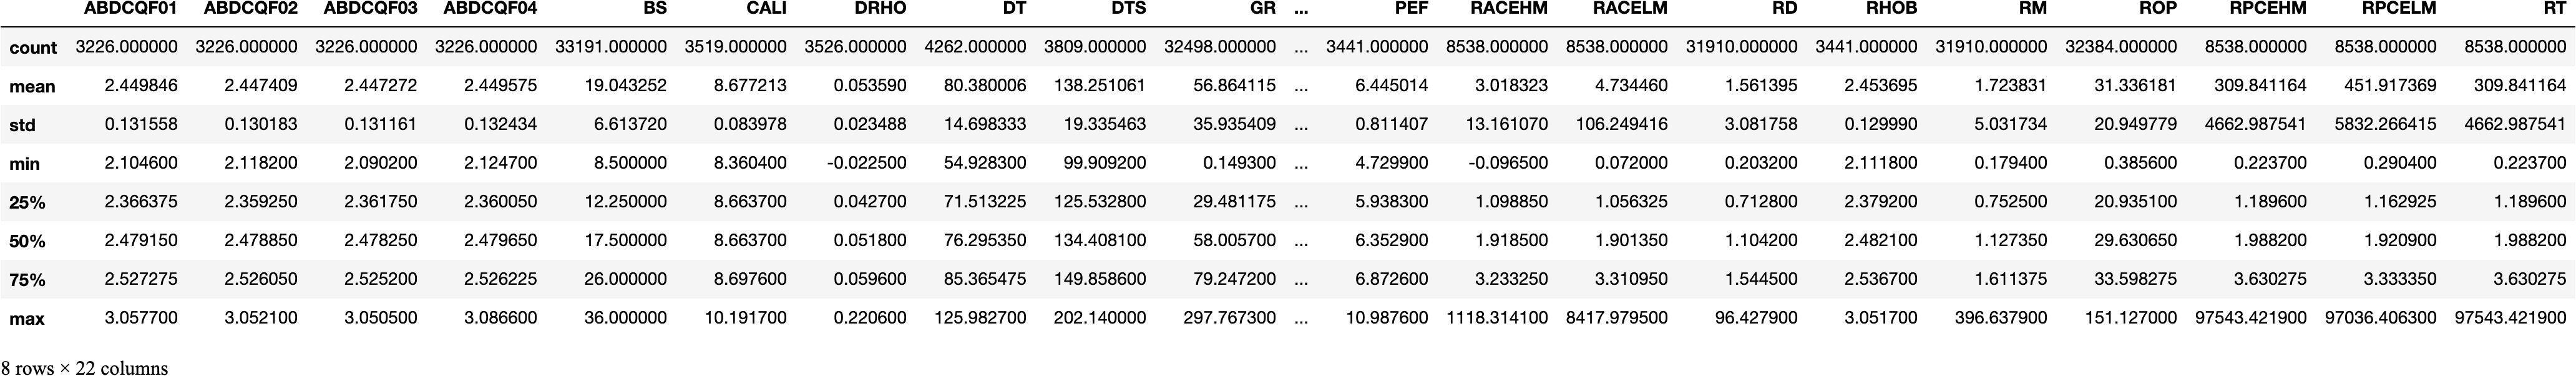 ABDCQF01 ABDCQF02 ABDCQF03 ABDCQF04 BS CALI DRHO DT DTS GR ... PEF RACEHM RACELM RD RHOB RM ROP RPCEHM RPCELM RT
count 3226.000000 3226.000000 3226.000000 3226.000000 33191.000000 3519.000000 3526.000000 4262.000000 3809.000000 32498.000000 ... 3441.000000 8538.000000 8538.000000 31910.000000 3441.000000 31910.000000 32384.000000 8538.000000 8538.000000 8538.000000
mean 2.449846 2.447409 2.447272 2.449575 19.043252 8.677213 0.053590 80.380006 138.251061 56.864115 ... 6.445014 3.018323 4.734460 1.561395 2.453695 1.723831 31.336181 309.841164 451.917369 309.841164
std 0.131558 0.130183 0.131161 0.132434 6.613720 0.083978 0.023488 14.698333 19.335463 35.935409 ... 0.811407 13.161070 106.249416 3.081758 0.129990 5.031734 20.949779 4662.987541 5832.266415 4662.987541
min 2.104600 2.118200 2.090200 2.124700 8.500000 8.360400 -0.022500 54.928300 99.909200 0.149300 ... 4.729900 -0.096500 0.072000 0.203200 2.111800 0.179400 0.385600 0.223700 0.290400 0.223700
25% 2.366375 2.359250 2.361750 2.360050 12.250000 8.663700 0.042700 71.513225 125.532800 29.481175 ... 5.938300 1.098850 1.056325 0.712800 2.379200 0.752500 20.935100 1.189600 1.162925 1.189600
50% 2.479150 2.478850 2.478250 2.479650 17.500000 8.663700 0.051800 76.295350 134.408100 58.005700 ... 6.352900 1.918500 1.901350 1.104200 2.482100 1.127350 29.630650 1.988200 1.920900 1.988200
75% 2.527275 2.526050 2.525200 2.526225 26.000000 8.697600 0.059600 85.365475 149.858600 79.247200 ... 6.872600 3.233250 3.310950 1.544500 2.536700 1.611375 33.598275 3.630275 3.333350 3.630275
max 3.057700 3.052100 3.050500 3.086600 36.000000 10.191700 0.220600 125.982700 202.140000 297.767300 ... 10.987600 1118.314100 8417.979500 96.427900 3.051700 396.637900 151.127000 97543.421900 97036.406300 97543.421900
8 rows × 22 columns